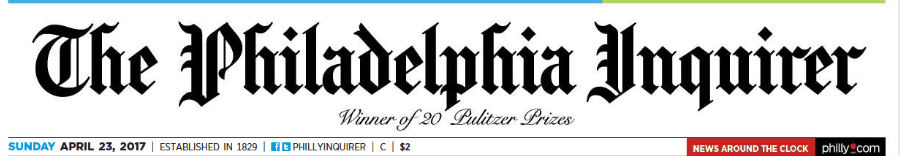 The Philadelphia Inquirer
Winner of 20 Pulitzer Prizes
SUNDAY APRIL 23, 2017 | ESTABLISHED IN 1829 | PHILLYINQUIRER | C | $2 NEWS AROUND THE CLOCK philly.com